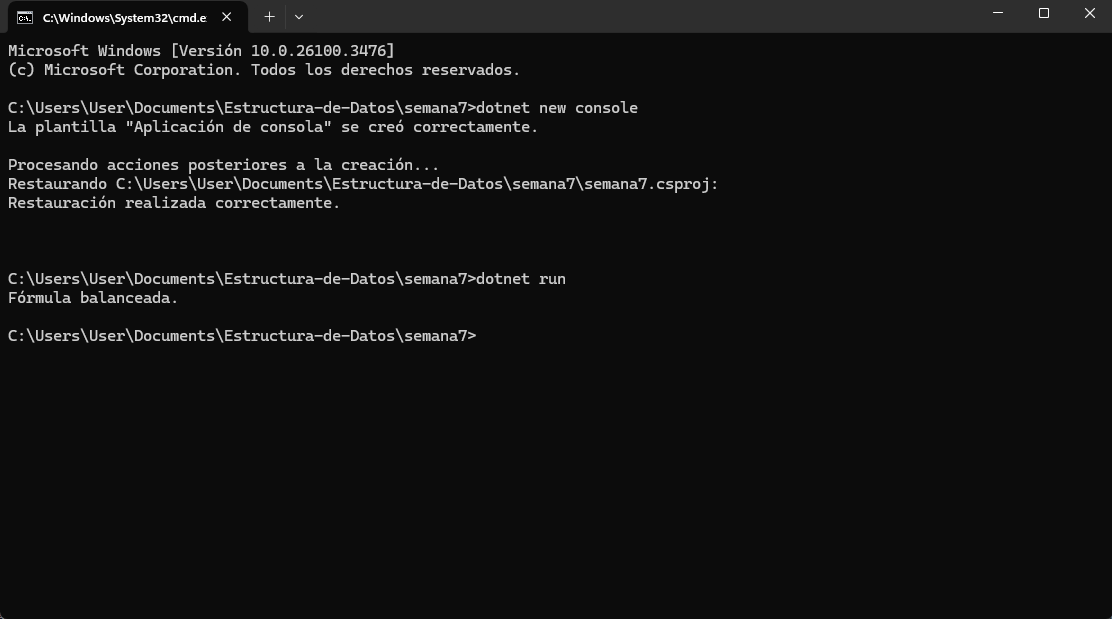 C:\Windows\System32\cmd.e
Microsoft Windows [Versión 10.0.26100.3476]
(c) Microsoft Corporation. Todos los derechos reservados.
C:\Users\User\Documents\Estructura-de-Datos\semana7>dotnet new console
La plantilla "Aplicación de consola" se creó correctamente.
Procesando acciones posteriores a la creación...
Restaurando C:\Users\User\Documents\Estructura-de-Datos\semana7\semana7.csproj:
Restauración realizada correctamente.
C:\Users\User\Documents\Estructura-de-Datos\semana7>dotnet run
Fórmula balanceada.
C:\Users\User\Documents\Estructura-de-Datos\semana7>